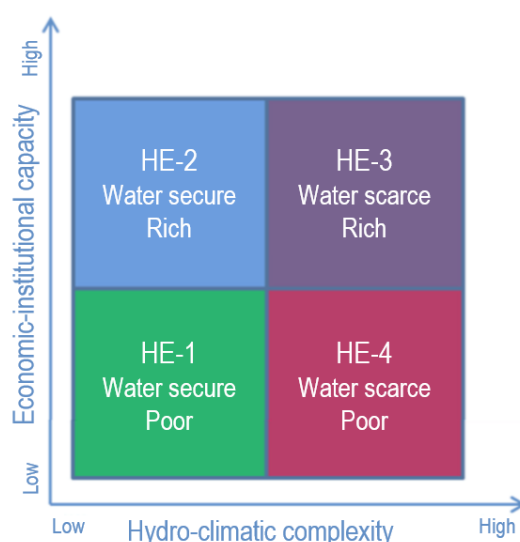 High
Economic-institutional capacity
Low
HE-2
Water secure
Rich
HE-3
Water scarce
Rich
HE-1
Water secure
Poor
HE-4
Water scarce
Poor
Low
Hydro-climatic complexity
High